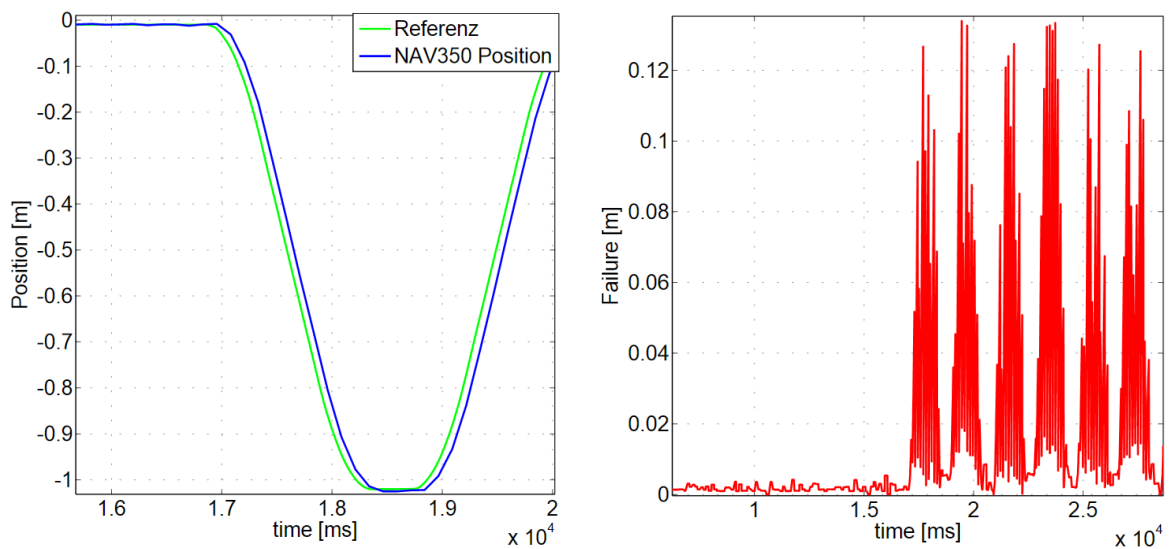 0
-0.1
-0.2
-0.3
-0.4
-0.5
-0.6
-0.7
-0.8
-0.9
-1
Position [m]
Referenz
NAV350 Position
1.6 1.7 1.8 1.9 2
time [ms]
x 10^4
0.12
0.1
0.08
0.06
0.04
0.02
0
Failure [m]
1 1.5 2 2.5
time [ms]
x 10^4